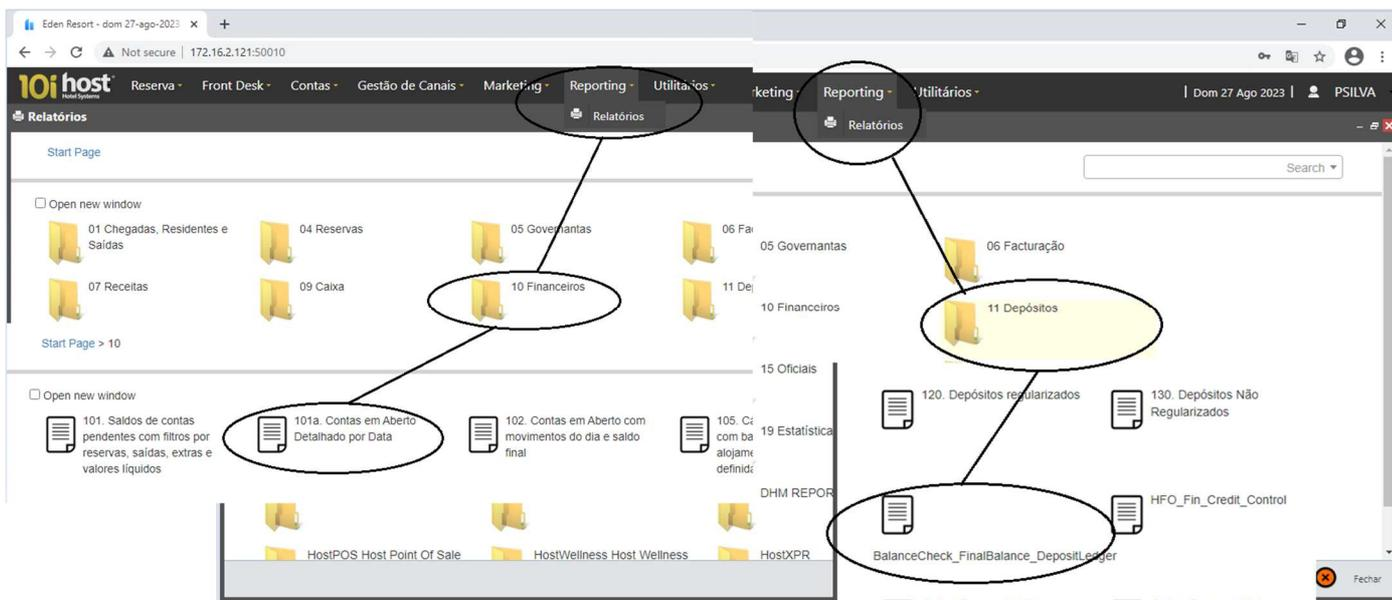 Eden Resort - dom 27-ago-2023
Not secure | 172.16.2.121:50010
10i host
Hotel Systems
Reserva
Front Desk
Contas
Gestão de Canais
Marketing
Reporting
Utilitários
Relatórios
Relatórios
Start Page
Open new window
01 Chegadas, Residentes e
Saídas
04 Reservas
05 Governantas
07 Receitas
09 Caixa
10 Financeiros
Start Page > 10
Open new window
101. Saldos de contas
pendentes com filtros por
reservas, saídas, extras e
valores líquidos
101a. Contas em Aberto
Detalhado por Data
102. Contas em Aberto com
movimentos do dia e saldo
final
105.
com
HostPOS Host Point Of Sale
HostWellness Host Wellness
Reporting
Utilitários
| Dom 27 Ago 2023 |
PSILVA
Relatórios
Search
05 Governantas
06 Facturação
10 Financeiros
11 Depósitos
15 Oficiais
120. Depósitos regularizados
130. Depósitos Não
Regularizados
19 Estatística
DHM REPOR
HFO_Fin_Credit_Control
HostXPR
BalanceCheck_FinalBalance_DepositLedger
Fechar